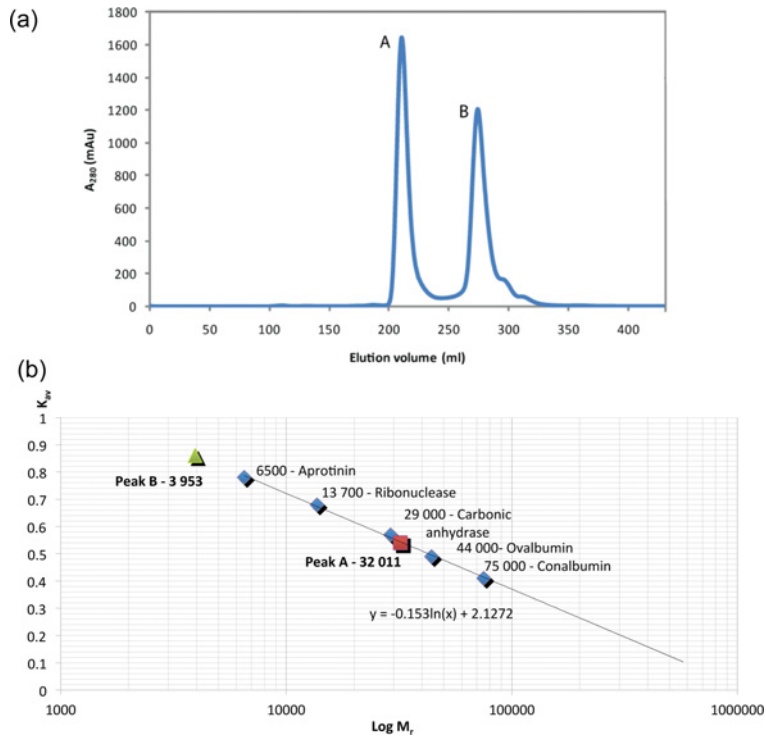 (a)
1800
1600
1400
1200
1000
800
600
400
200
0
A₂₈₀ (mAu)
A
B
0 50 100 150 200 250 300 350 400
Elution volume (ml)
(b)
Kav
1
0.9
0.8
0.7
0.6
0.5
0.4
0.3
0.2
0.1
0
Peak B - 3 953
6500 - Aprotinin
13 700 - Ribonuclease
29 000 - Carbonic
anhydrase
Peak A - 32 011
44 000- Ovalbumin
75 000 - Conalbumin
y = -0.153ln(x) + 2.1272
1000 10000 100000 1000000
Log Mr